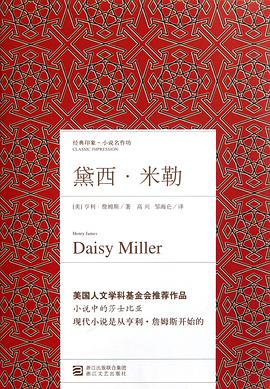 经典印象·小说名作坊
CLASSIC IMPRESSION
黛西·米勒
[美] 亨利·詹姆斯／著 高兴 邹海仑／译
Henry James
Daisy Miller
美国人文学科基金会推荐作品
小说中的莎士比亚
现代小说是从亨利·詹姆斯开始的
浙江出版联合集团
浙江文艺出版社